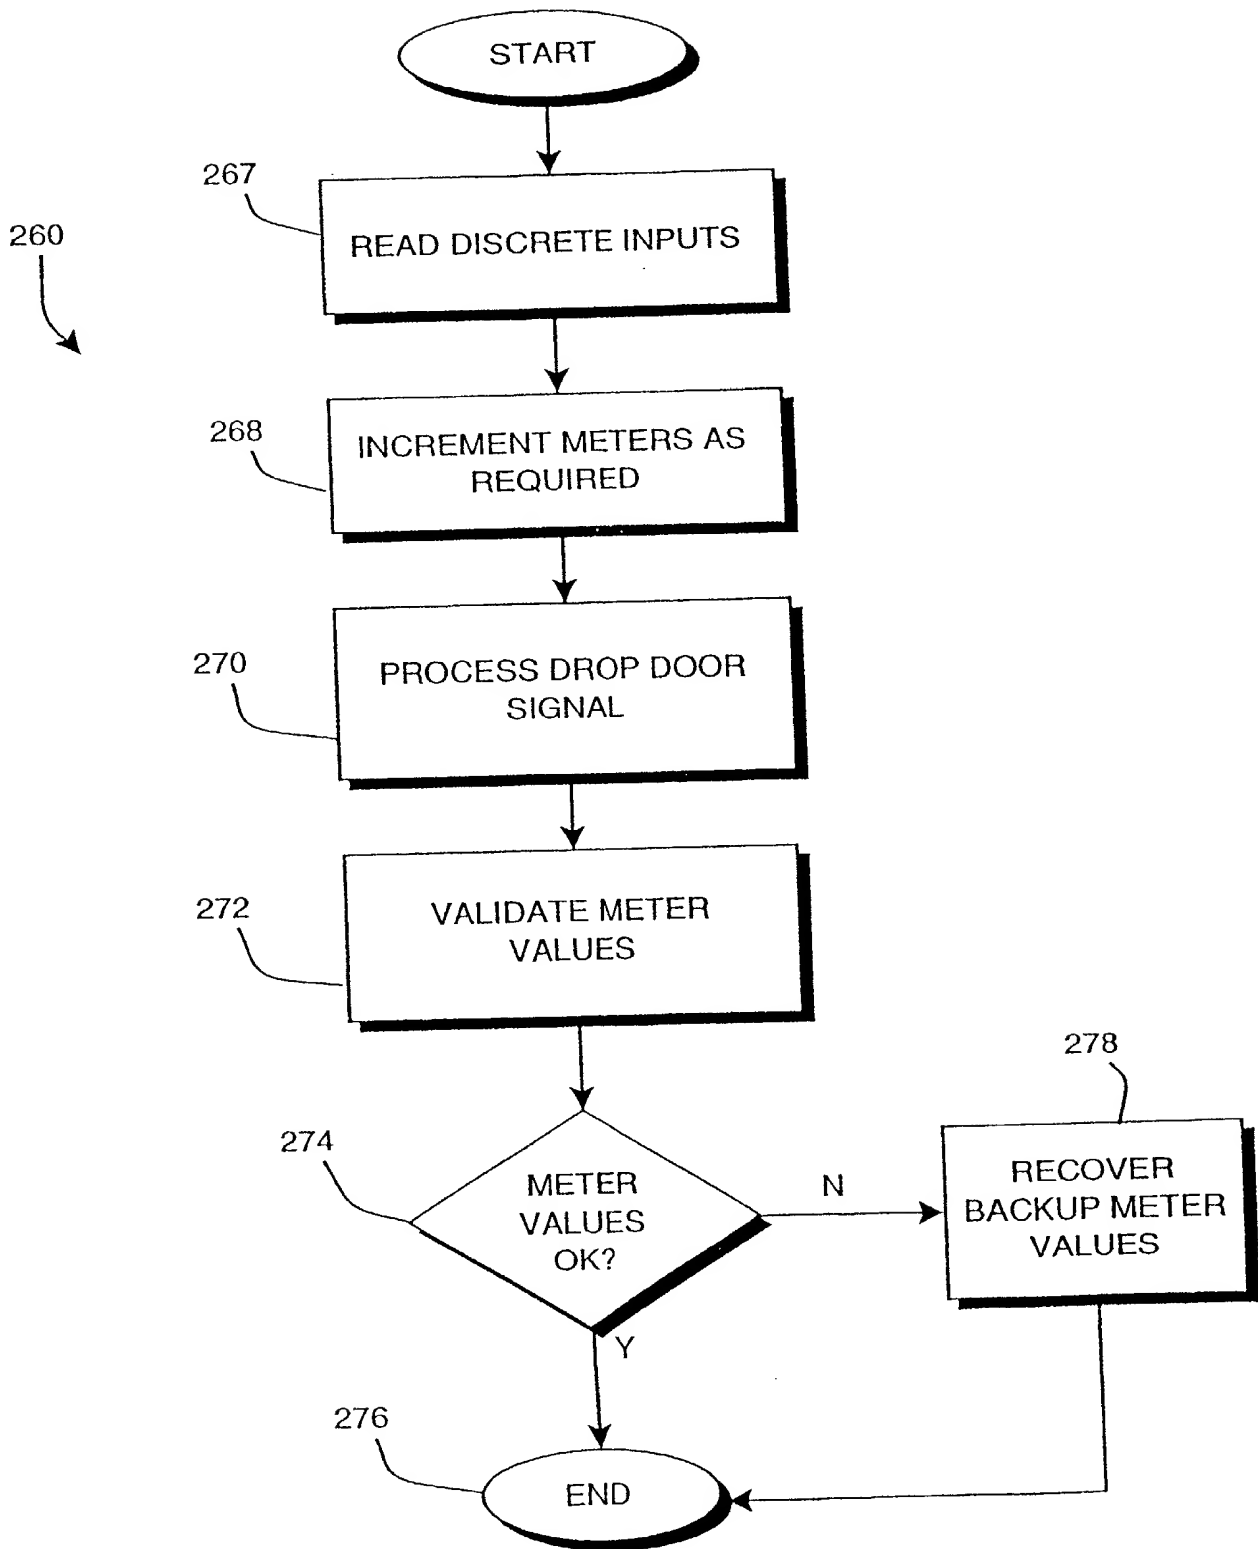 START
267
READ DISCRETE INPUTS
260
268
INCREMENT METERS AS
REQUIRED
270
PROCESS DROP DOOR
SIGNAL
272
VALIDATE METER
VALUES
278
274
METER
VALUES
OK?
N
RECOVER
BACKUP METER
VALUES
Y
276
END